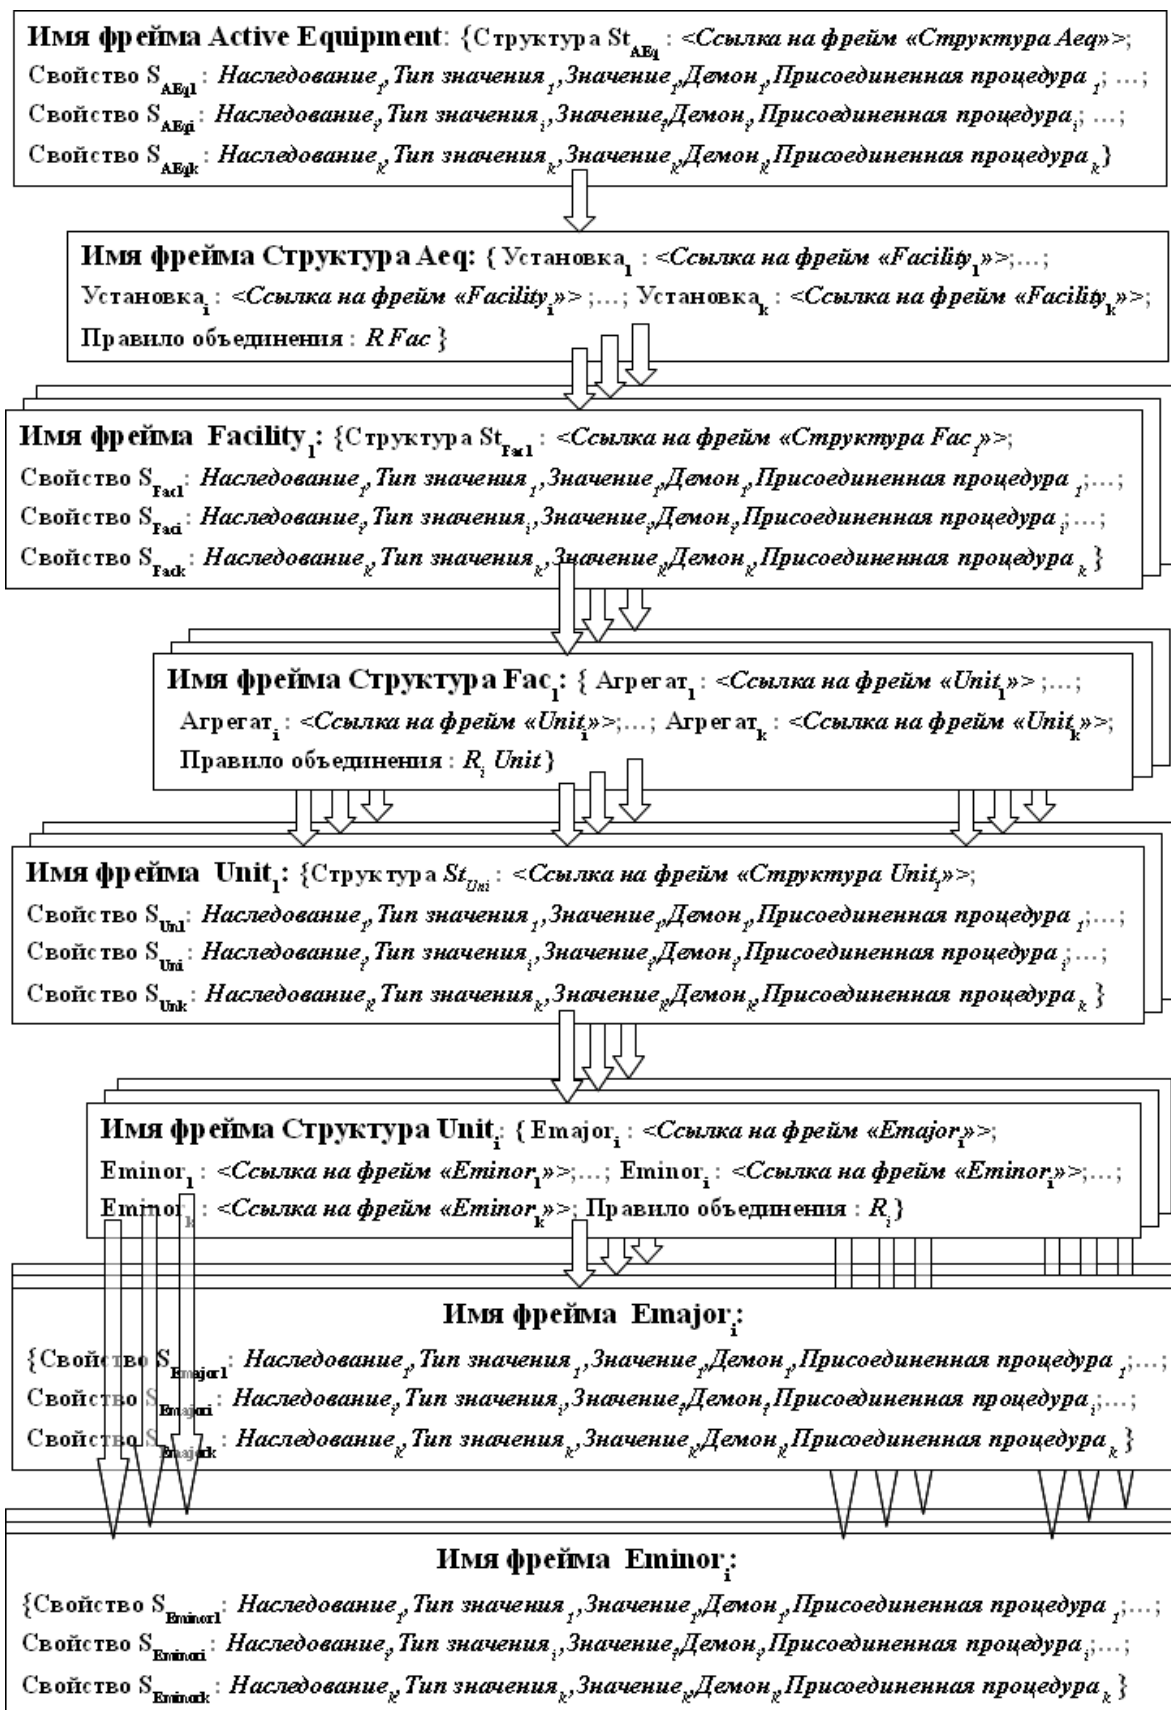 Имя фрейма Active Equipment: {Структура St_AEq : <Ссылка на фрейм «Структура Aeq»>;
Свойство S_AEq1: Наследование_1, Тип значения_1, Значение_1, Демон_1, Присоединенная процедура_1; …;
Свойство S_AEqi: Наследование_i, Тип значения_i, Значение_i, Демон_i, Присоединенная процедура_i; …;
Свойство S_AEqk: Наследование_k, Тип значения_k, Значение_k, Демон_k, Присоединенная процедура_k}
Имя фрейма Структура Aeq: { Установка_1 : <Ссылка на фрейм «Facility_1»>;…;
Установка_i : <Ссылка на фрейм «Facility_i»> ;…; Установка_k : <Ссылка на фрейм «Facility_k»>;
Правило объединения : R Fac }
Имя фрейма Facility_1: {Структура St_Fac1 : <Ссылка на фрейм «Структура Fac_1»>;
Свойство S_Fac1: Наследование_1, Тип значения_1, Значение_1, Демон_1, Присоединенная процедура_1;…;
Свойство S_Faci: Наследование_i, Тип значения_i, Значение_i, Демон_i, Присоединенная процедура_i;…;
Свойство S_Fack: Наследование_k, Тип значения_k, Значение_k, Демон_k, Присоединенная процедура_k }
Имя фрейма Структура Fac_1: { Агрегат_1 : <Ссылка на фрейм «Unit_1»> ;…;
Агрегат_i : <Ссылка на фрейм «Unit_i»>;…; Агрегат_k : <Ссылка на фрейм «Unit_k»>;
Правило объединения : R_i Unit}
Имя фрейма Unit_1: {Структура St_Uni : <Ссылка на фрейм «Структура Unit_1»>;
Свойство S_Un1: Наследование_1, Тип значения_1, Значение_1, Демон_1, Присоединенная процедура_1;…;
Свойство S_Uni: Наследование_i, Тип значения_i, Значение_i, Демон_i, Присоединенная процедура_i;…;
Свойство S_Unk: Наследование_k, Тип значения_k, Значение_k, Демон_k, Присоединенная процедура_k }
Имя фрейма Структура Unit_i: { Emajor_i : <Ссылка на фрейм «Emajor_i»>;
Eminor_1 : <Ссылка на фрейм «Eminor_1»>;…; Eminor_i : <Ссылка на фрейм «Eminor_i»>;…;
Eminor_k : <Ссылка на фрейм «Eminor_k»>; Правило объединения : R_i}
Имя фрейма Emajor_i:
{Свойство S_Emajor1: Наследование_1, Тип значения_1, Значение_1, Демон_1, Присоединенная процедура_1;…;
Свойство S_Emajori: Наследование_i, Тип значения_i, Значение_i, Демон_i, Присоединенная процедура_i;…;
Свойство S_Emajork: Наследование_k, Тип значения_k, Значение_k, Демон_k, Присоединенная процедура_k }
Имя фрейма Eminor_i:
{Свойство S_Eminor1: Наследование_1, Тип значения_1, Значение_1, Демон_1, Присоединенная процедура_1;…;
Свойство S_Eminori: Наследование_i, Тип значения_i, Значение_i, Демон_i, Присоединенная процедура_i;…;
Свойство S_Eminork: Наследование_k, Тип значения_k, Значение_k, Демон_k, Присоединенная процедура_k }